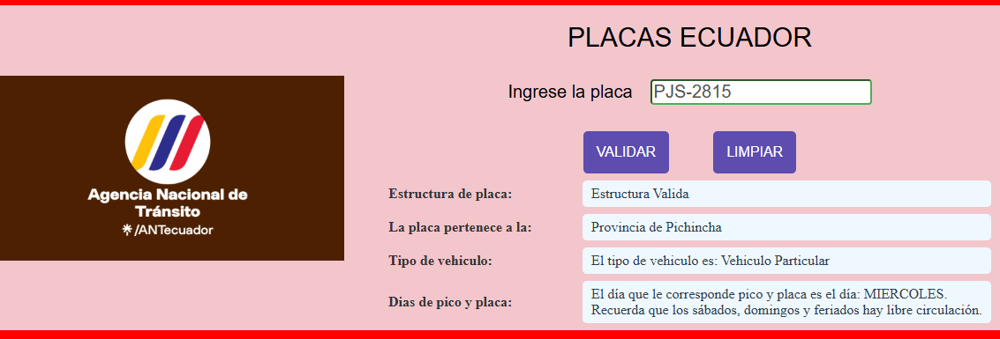 PLACAS ECUADOR
Ingrese la placa PJS-2815
VALIDAR LIMPIAR
Agencia Nacional de
Tránsito
/ANTecuador
Estructura de placa: Estructura Valida
La placa pertenece a la: Provincia de Pichincha
Tipo de vehiculo: El tipo de vehiculo es: Vehiculo Particular
Dias de pico y placa: El día que le corresponde pico y placa es el día: MIERCOLES.
Recuerda que los sábados, domingos y feriados hay libre circulación.